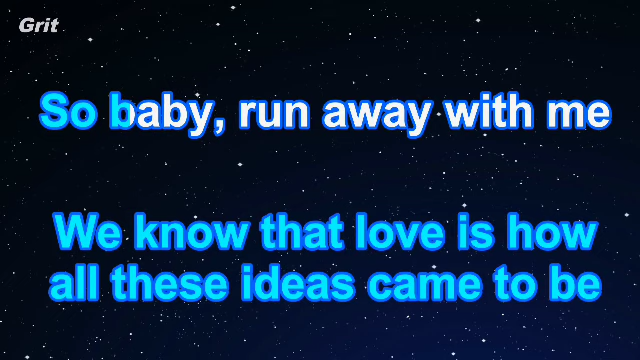 Grit
So baby, run away with me
We know that love is how
all these ideas came to be